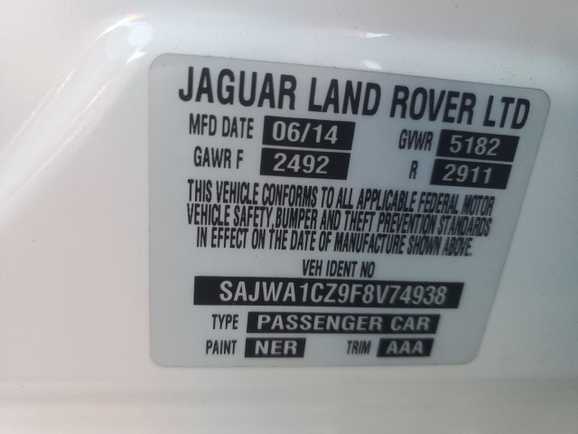 JAGUAR LAND ROVER LTD
MFD DATE 06/14 GVWR 5182
GAWR F 2492 R 2911
THIS VEHICLE CONFORMS TO ALL APPLICABLE FEDERAL MOTOR
VEHICLE SAFETY, BUMPER AND THEFT PREVENTION STANDARDS
IN EFFECT ON THE DATE OF MANUFACTURE SHOWN ABOVE.
VEH IDENT NO
SAJWA1CZ9F8V74938
TYPE PASSENGER CAR
PAINT NER TRIM AAA